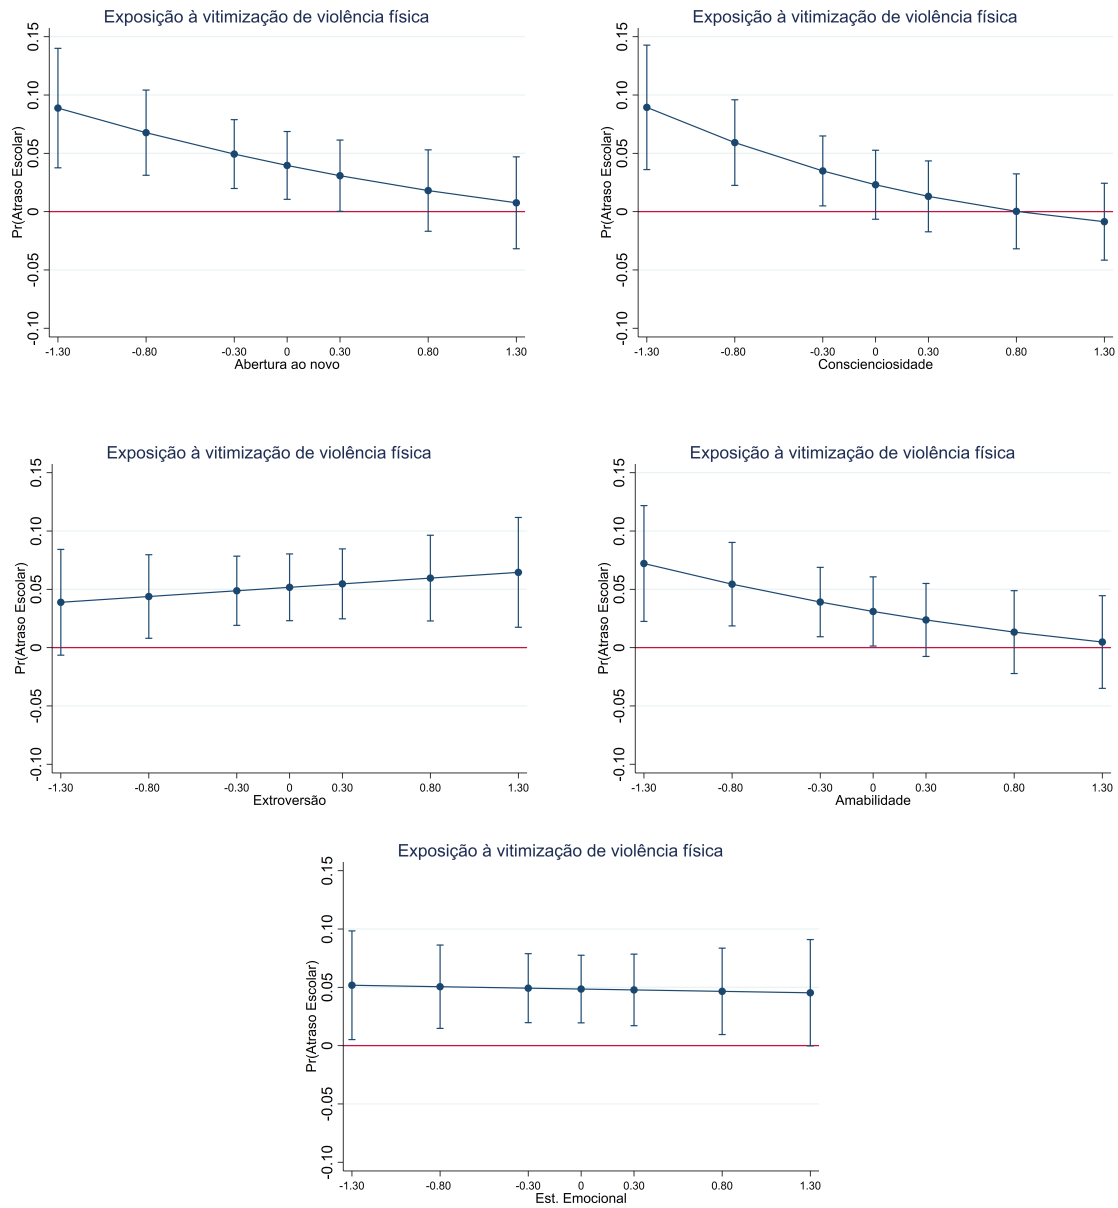 Exposição à vitimização de violência física
Pr(Atraso Escolar)
0.15
0.10
0.05
0
-0.05
-0.10
-1.30 -0.80 -0.30 0 0.30 0.80 1.30
Abertura ao novo
Exposição à vitimização de violência física
Pr(Atraso Escolar)
0.15
0.10
0.05
0
-0.05
-0.10
-1.30 -0.80 -0.30 0 0.30 0.80 1.30
Conscienciosidade
Exposição à vitimização de violência física
Pr(Atraso Escolar)
0.15
0.10
0.05
0
-0.05
-0.10
-1.30 -0.80 -0.30 0 0.30 0.80 1.30
Extroversão
Exposição à vitimização de violência física
Pr(Atraso Escolar)
0.15
0.10
0.05
0
-0.05
-0.10
-1.30 -0.80 -0.30 0 0.30 0.80 1.30
Amabilidade
Exposição à vitimização de violência física
Pr(Atraso Escolar)
0.15
0.10
0.05
0
-0.05
-0.10
-1.30 -0.80 -0.30 0 0.30 0.80 1.30
Est. Emocional